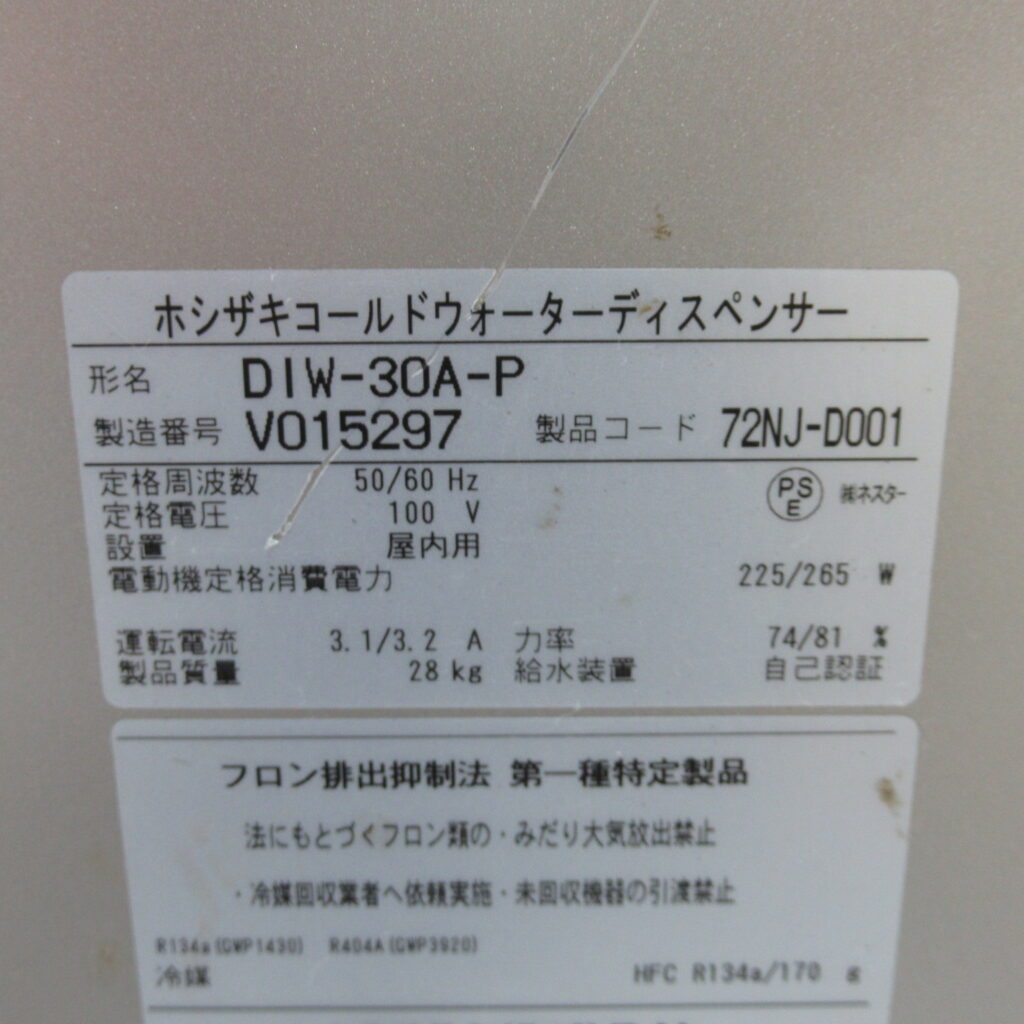 ホシザキコールドウォーターディスペンサー
形名 DIW-30A-P
製造番号 V015297 製品コード 72NJ-D001
定格周波数 50/60 Hz PSE ㈱ネスター
定格電圧 100 V
設置 屋内用
電動機定格消費電力 225/265 W
運転電流 3.1/3.2 A 力率 74/81 %
製品質量 28 kg 給水装置 自己認証
フロン排出抑制法 第一種特定製品
法にもとづくフロン類の・みだり大気放出禁止
・冷媒回収業者へ依頼実施・未回収機器の引渡禁止
R134a(GWP1430) R404A(GWP3920)
冷媒 HFC R134a/170 g